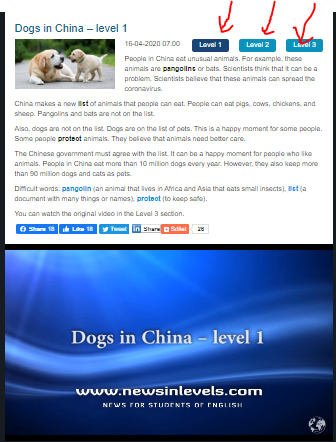 Dogs in China – level 1
16-04-2020 07:00
Level 1
Level 2
Level 3
People in China eat unusual animals. For example, these
animals are pangolins or bats. Scientists think that it can be a
problem. Scientists believe that these animals can spread the
coronavirus.
China makes a new list of animals that people can eat. People can eat pigs, cows, chickens, and
sheep. Pangolins and bats are not on the list.
Also, dogs are not on the list. Dogs are on the list of pets. This is a happy moment for some people.
Some people protect animals. They believe that animals need better care.
The Chinese government must agree with the list. It can be a happy moment for people who like
animals. People in China eat more than 10 million dogs every year. However, they also keep more
than 90 million dogs and cats as pets.
Difficult words: pangolin (an animal that lives in Africa and Asia that eats small insects), list (a
document with many things or names), protect (to keep safe).
You can watch the original video in the Level 3 section.
Share 18
Like 18
Tweet
Share
Sdílet
26
Dogs in China – level 1
www.newsinlevels.com
NEWS FOR STUDENTS OF ENGLISH